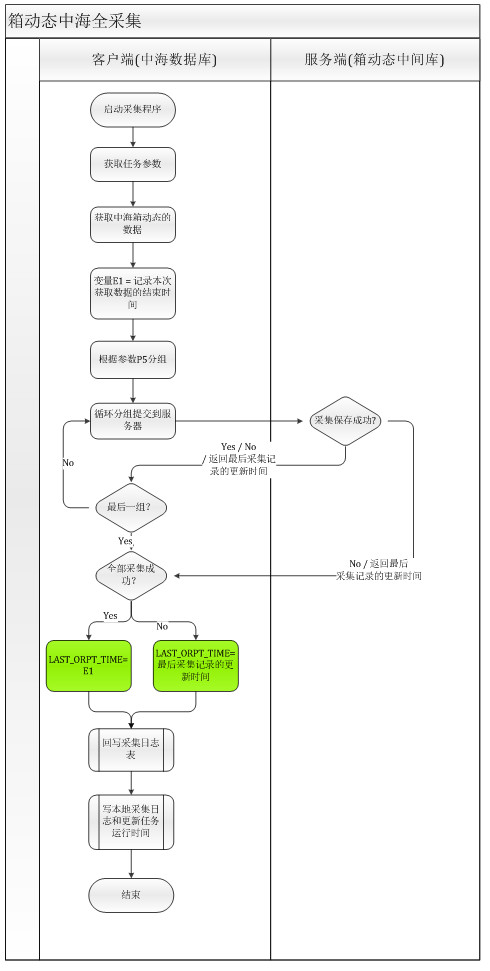 箱动态中海全采集
客户端(中海数据库)
服务端(箱动态中间库)
启动采集程序
获取任务参数
获取中海箱动态的
数据
变量E1 = 记录本次
获取数据的结束时
间
根据参数P5分组
循环分组提交到服
务器
采集保存成功?
Yes / No
/ 返回最后采集记
录的更新时间
No
最后一组?
Yes
全部采集成
功?
No / 返回最后
采集记录的更新时间
Yes
No
LAST_ORPT_TIME=
E1
LAST_ORPT_TIME=
最后采集记录的更
新时间
回写采集日志
表
写本地采集日
志和更新任务
运行时间
结束